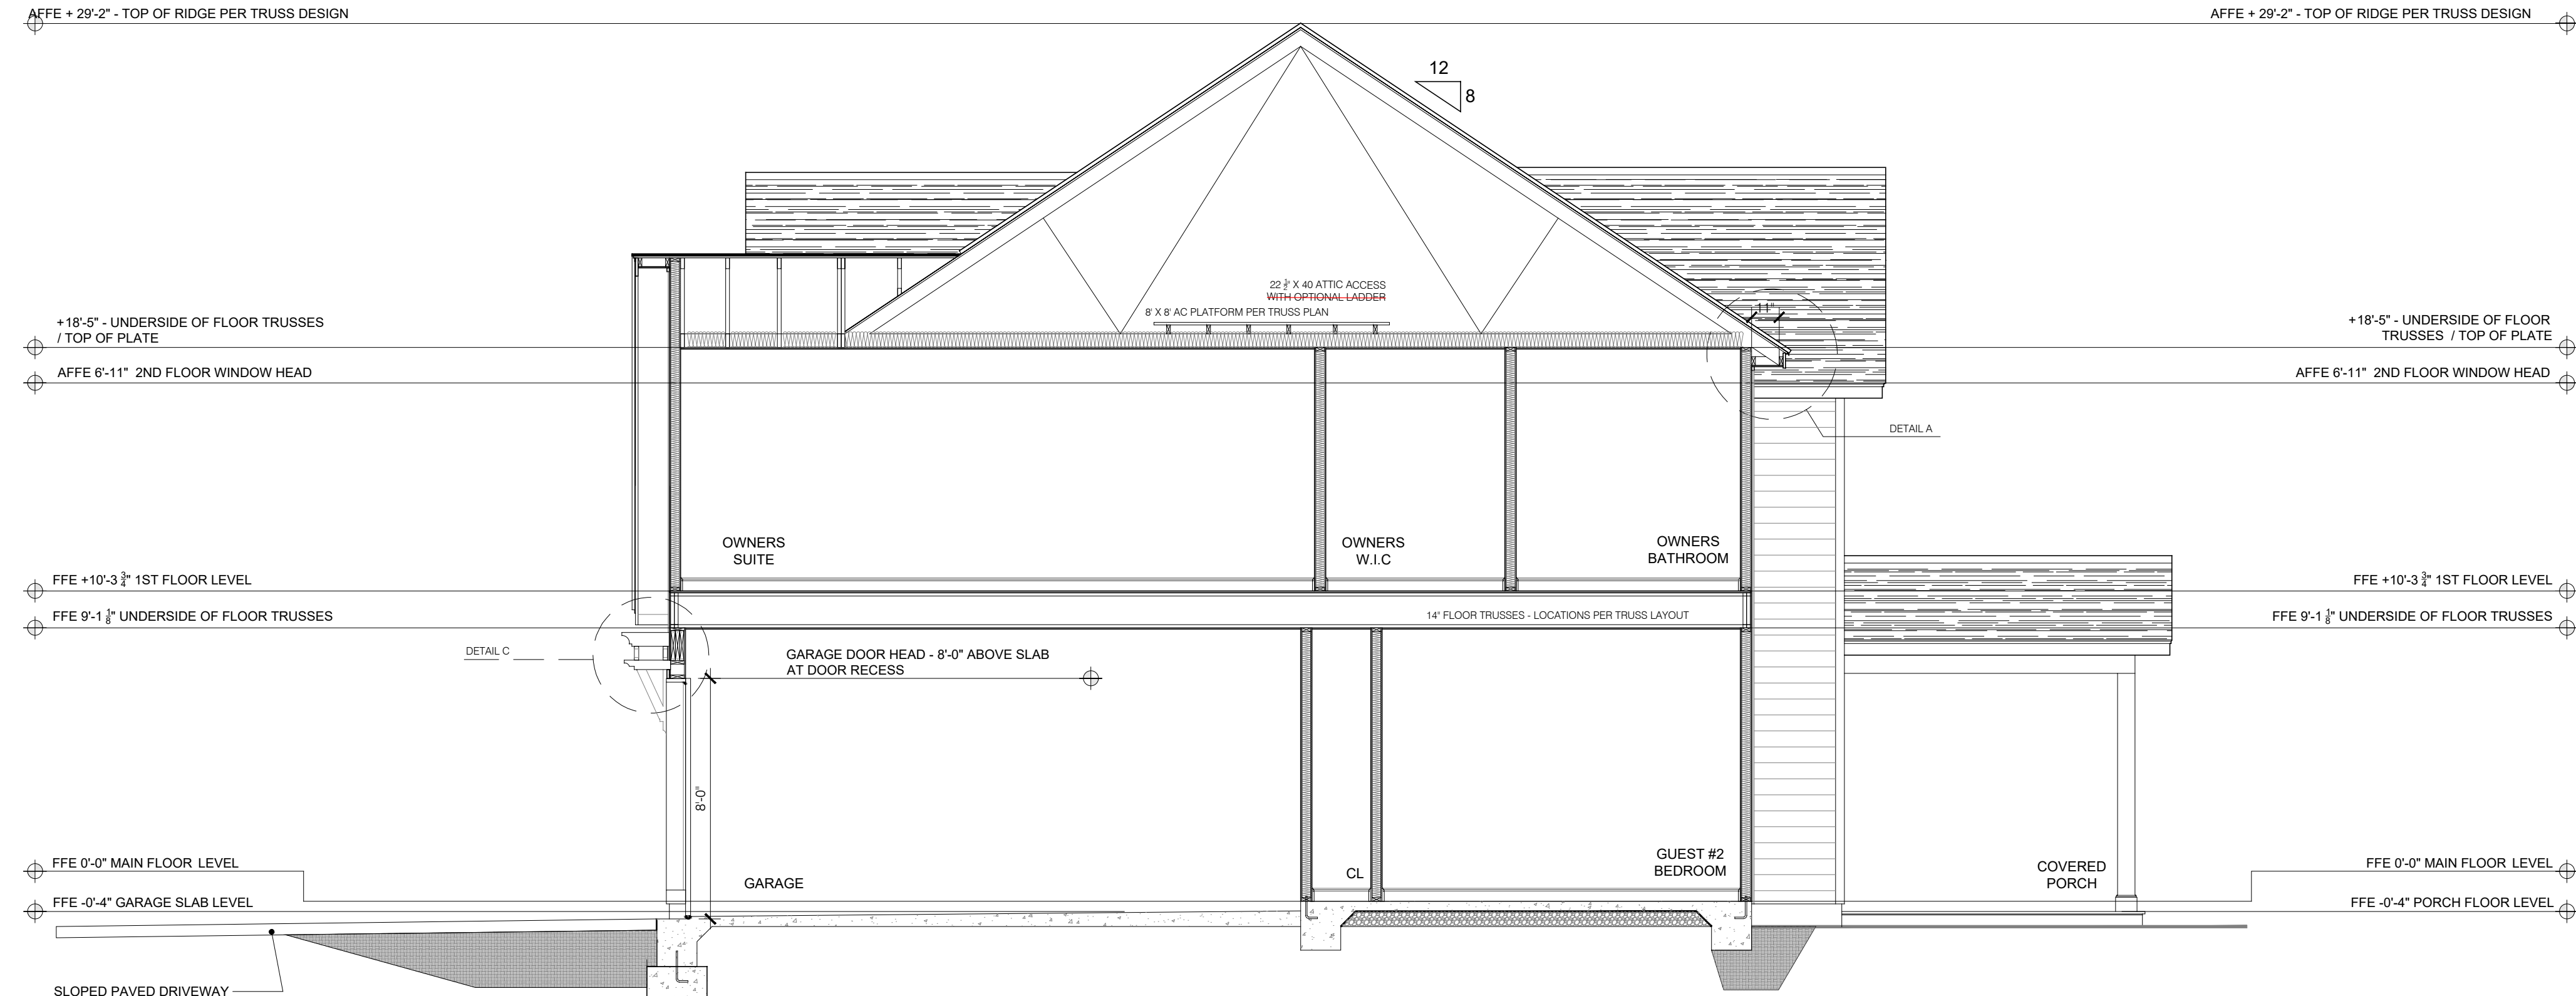 AFFE + 29'-2" - TOP OF RIDGE PER TRUSS DESIGN
AFFE + 29'-2" - TOP OF RIDGE PER TRUSS DESIGN
12
8
22 ½" X 40 ATTIC ACCESS
WITH OPTIONAL LADDER
8' X 8' AC PLATFORM PER TRUSS PLAN
11"
+18'-5" - UNDERSIDE OF FLOOR TRUSSES
/ TOP OF PLATE
+18'-5" - UNDERSIDE OF FLOOR
TRUSSES / TOP OF PLATE
AFFE 6'-11" 2ND FLOOR WINDOW HEAD
AFFE 6'-11" 2ND FLOOR WINDOW HEAD
DETAIL A
OWNERS
SUITE
OWNERS
W.I.C
OWNERS
BATHROOM
FFE +10'-3 ¾" 1ST FLOOR LEVEL
FFE +10'-3 ¾" 1ST FLOOR LEVEL
FFE 9'-1 ⅛" UNDERSIDE OF FLOOR TRUSSES
14" FLOOR TRUSSES - LOCATIONS PER TRUSS LAYOUT
FFE 9'-1 ⅛" UNDERSIDE OF FLOOR TRUSSES
DETAIL C
GARAGE DOOR HEAD - 8'-0" ABOVE SLAB
AT DOOR RECESS
8'-0"
FFE 0'-0" MAIN FLOOR LEVEL
GARAGE
CL
GUEST #2
BEDROOM
COVERED
PORCH
FFE 0'-0" MAIN FLOOR LEVEL
FFE -0'-4" GARAGE SLAB LEVEL
FFE -0'-4" PORCH FLOOR LEVEL
SLOPED PAVED DRIVEWAY